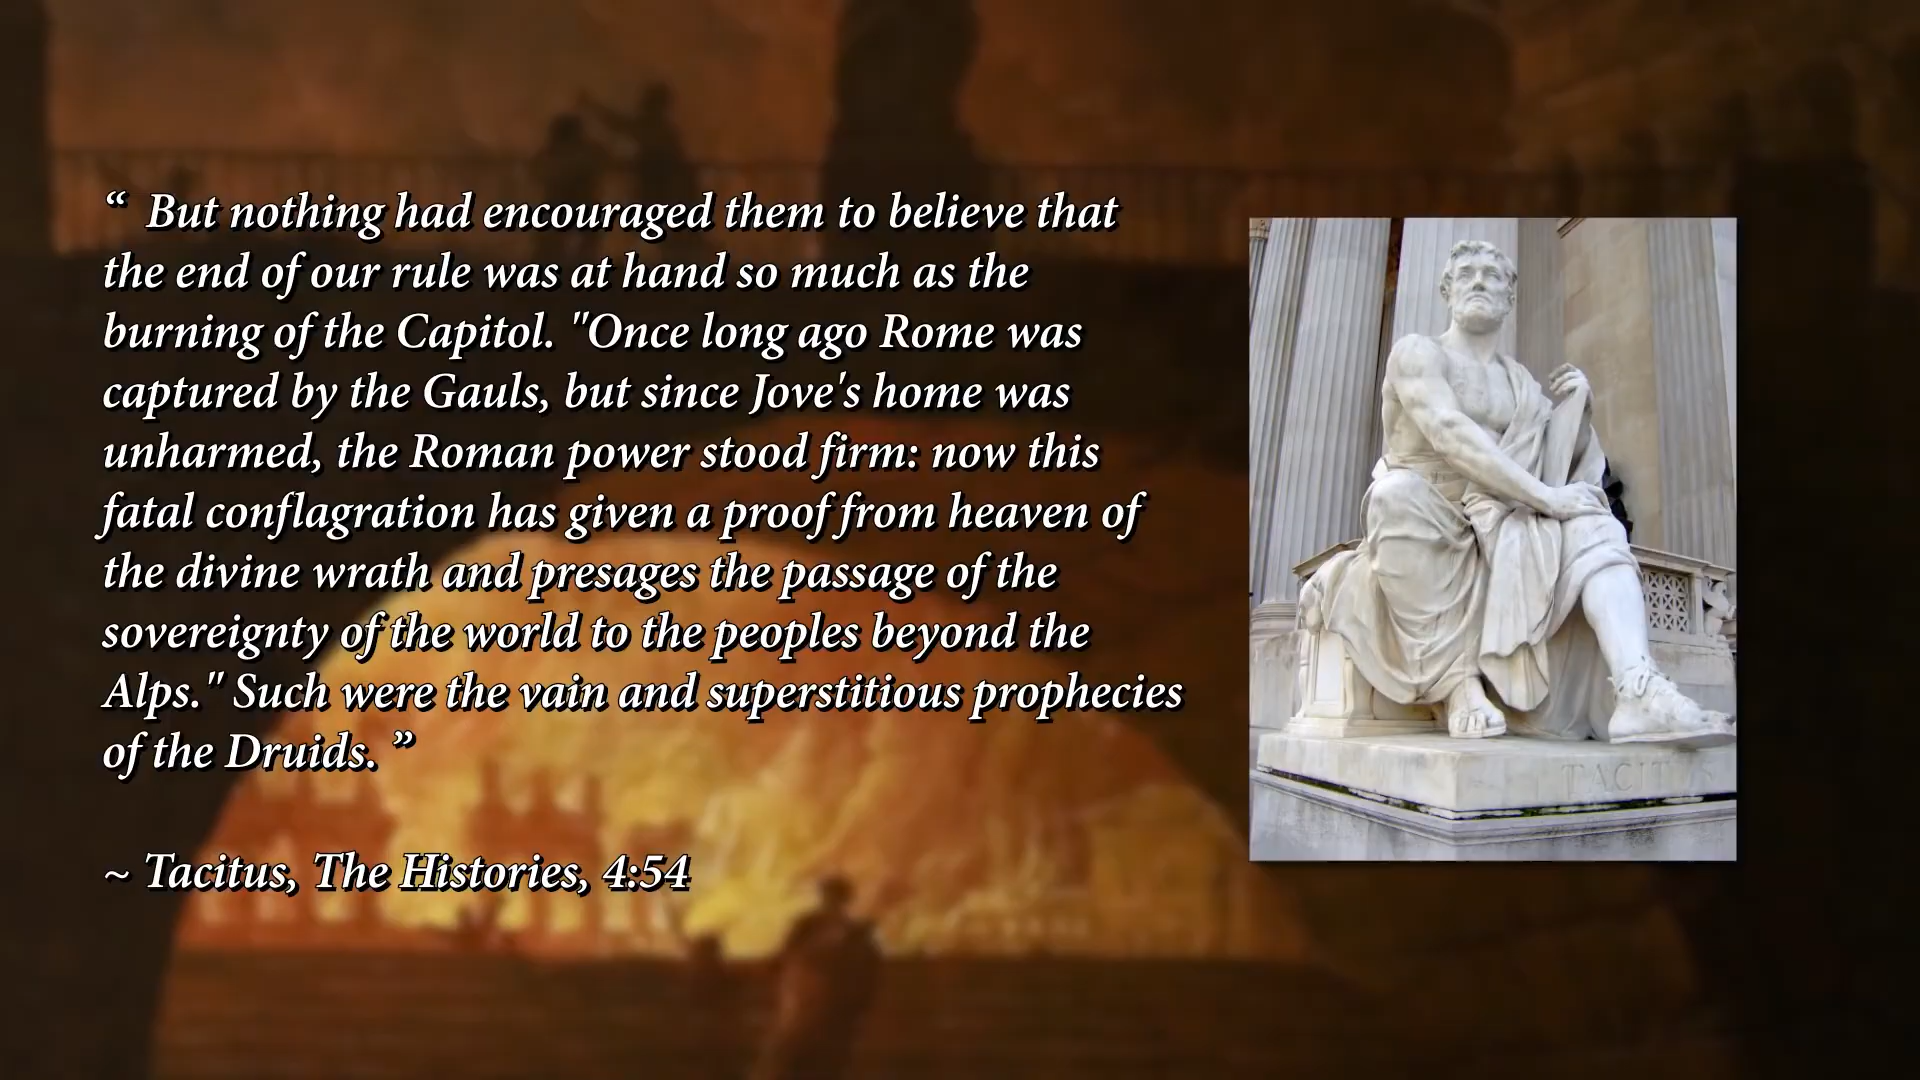 “ But nothing had encouraged them to believe that
the end of our rule was at hand so much as the
burning of the Capitol. "Once long ago Rome was
captured by the Gauls, but since Jove's home was
unharmed, the Roman power stood firm: now this
fatal conflagration has given a proof from heaven of
the divine wrath and presages the passage of the
sovereignty of the world to the peoples beyond the
Alps." Such were the vain and superstitious prophecies
of the Druids. ”
~ Tacitus, The Histories, 4:54
TACITVS